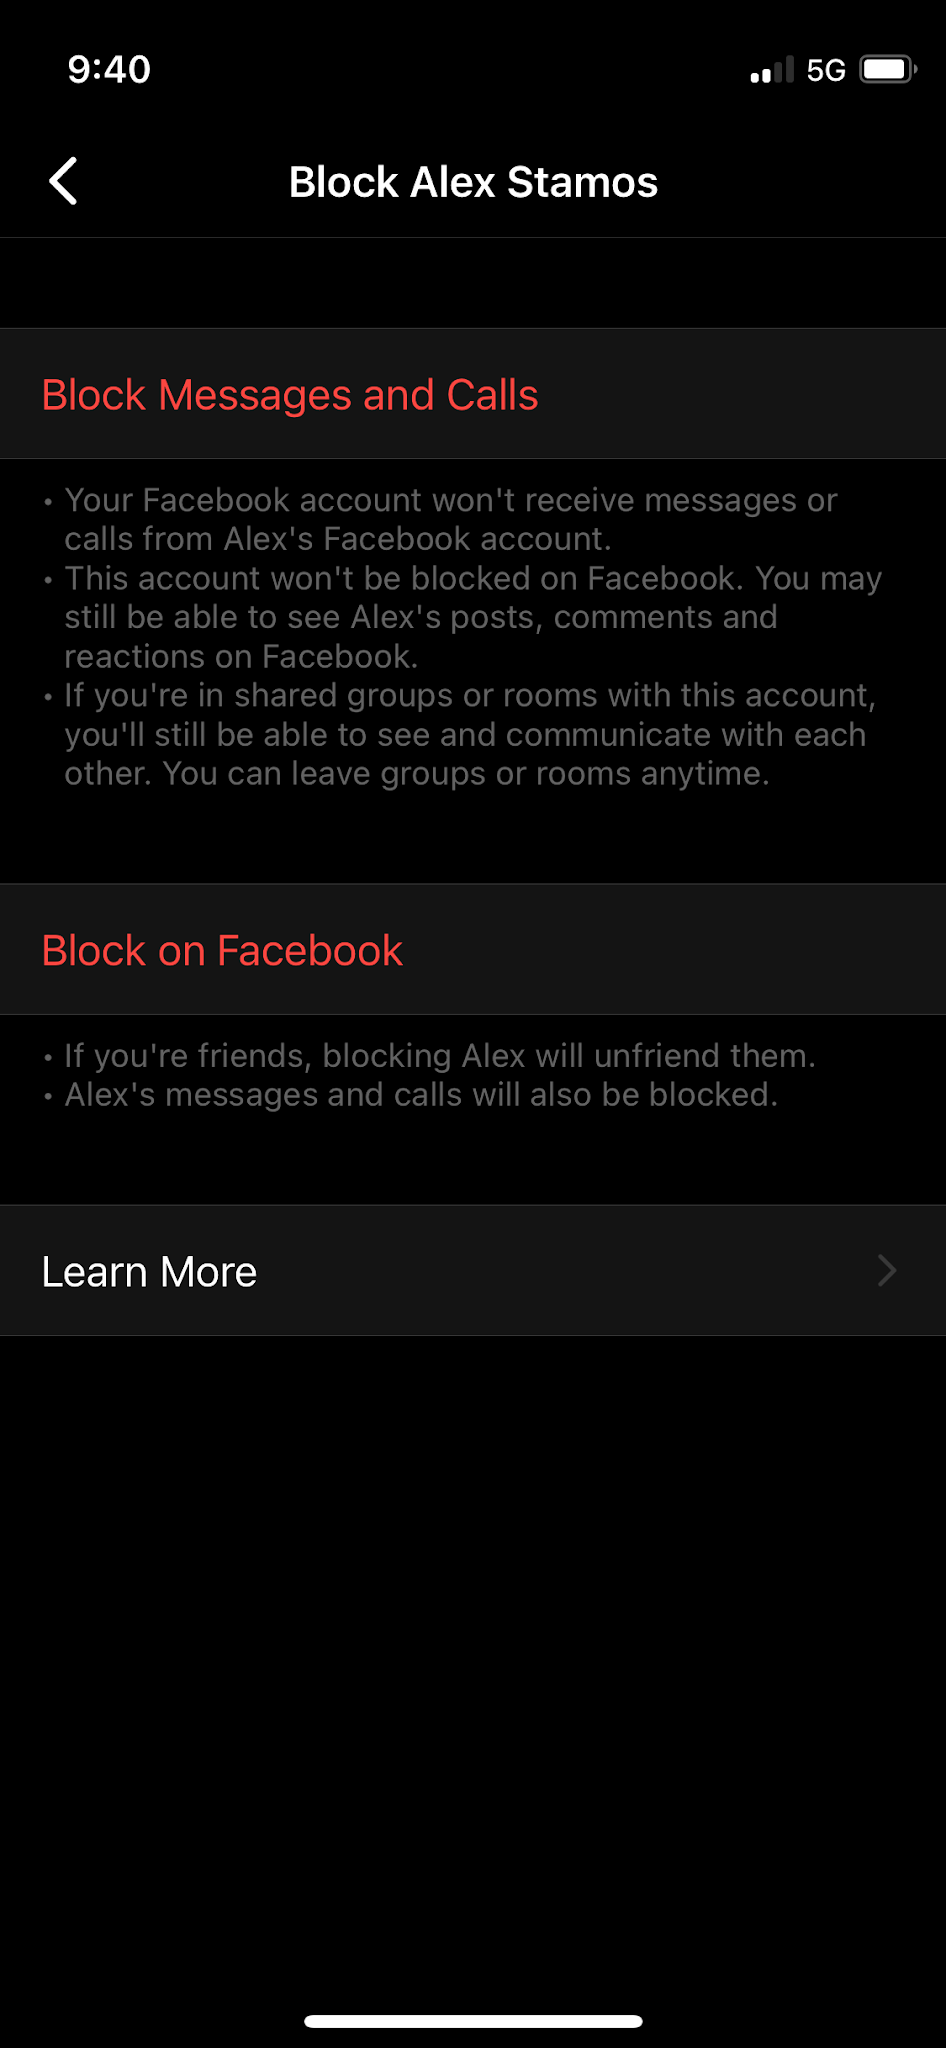 9:40
5G
Block Alex Stamos
Block Messages and Calls
• Your Facebook account won't receive messages or
calls from Alex's Facebook account.
• This account won't be blocked on Facebook. You may
still be able to see Alex's posts, comments and
reactions on Facebook.
• If you're in shared groups or rooms with this account,
you'll still be able to see and communicate with each
other. You can leave groups or rooms anytime.
Block on Facebook
• If you're friends, blocking Alex will unfriend them.
• Alex's messages and calls will also be blocked.
Learn More